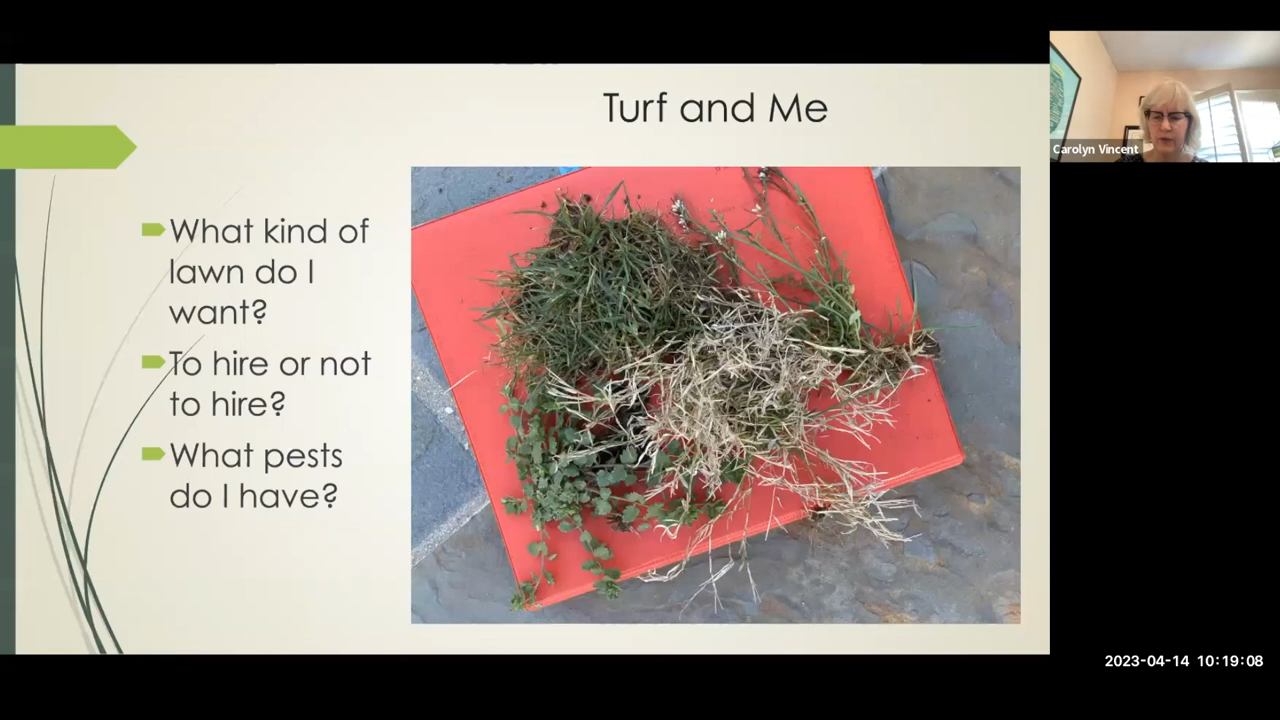 Turf and Me
What kind of
lawn do I
want?
To hire or not
to hire?
What pests
do I have?
Carolyn Vincent
2023-04-14 10:19:08